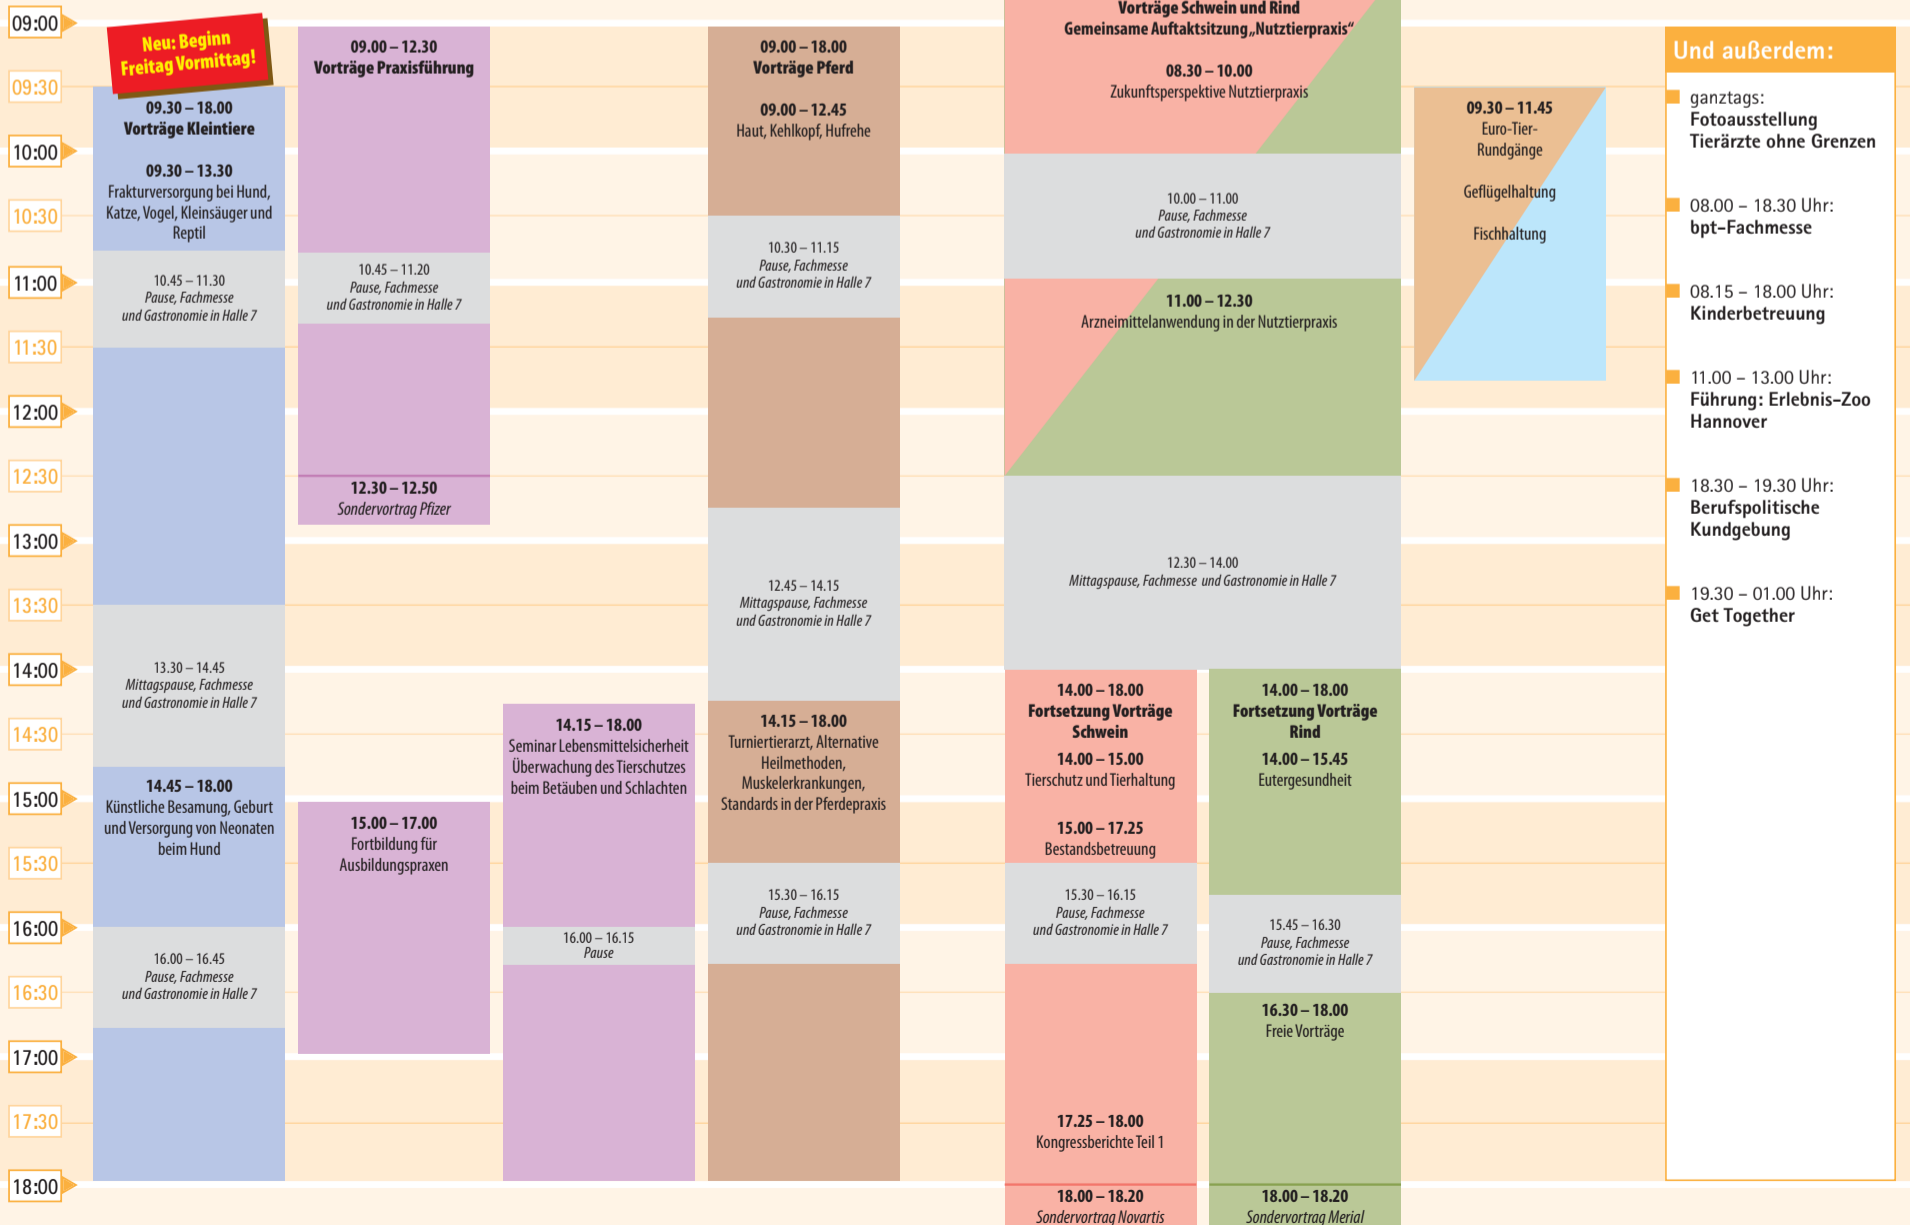 09:00
09:30
10:00
10:30
11:00
11:30
12:00
12:30
13:00
13:30
14:00
14:30
15:00
15:30
16:00
16:30
17:00
17:30
18:00
Neu: Beginn
Freitag Vormittag!
09.30 – 18.00
Vorträge Kleintiere
09.30 – 13.30
Frakturversorgung bei Hund,
Katze, Vogel, Kleinsäuger und
Reptil
10.45 – 11.30
Pause, Fachmesse
und Gastronomie in Halle 7
13.30 – 14.45
Mittagspause, Fachmesse
und Gastronomie in Halle 7
14.45 – 18.00
Künstliche Besamung, Geburt
und Versorgung von Neonaten
beim Hund
16.00 – 16.45
Pause, Fachmesse
und Gastronomie in Halle 7
09.00 – 12.30
Vorträge Praxisführung
10.45 – 11.20
Pause, Fachmesse
und Gastronomie in Halle 7
12.30 – 12.50
Sondervortrag Pfizer
15.00 – 17.00
Fortbildung für
Ausbildungspraxen
14.15 – 18.00
Seminar Lebensmittelsicherheit
Überwachung des Tierschutzes
beim Betäuben und Schlachten
16.00 – 16.15
Pause
09.00 – 18.00
Vorträge Pferd
09.00 – 12.45
Haut, Kehlkopf, Hufrehe
10.30 – 11.15
Pause, Fachmesse
und Gastronomie in Halle 7
12.45 – 14.15
Mittagspause, Fachmesse
und Gastronomie in Halle 7
14.15 – 18.00
Turniertierarzt, Alternative
Heilmethoden,
Muskelerkrankungen,
Standards in der Pferdepraxis
15.30 – 16.15
Pause, Fachmesse
und Gastronomie in Halle 7
Vorträge Schwein und Rind
Gemeinsame Auftaktsitzung „Nutztierpraxis“
08.30 – 10.00
Zukunftsperspektive Nutztierpraxis
10.00 – 11.00
Pause, Fachmesse
und Gastronomie in Halle 7
11.00 – 12.30
Arzneimittelanwendung in der Nutztierpraxis
12.30 – 14.00
Mittagspause, Fachmesse und Gastronomie in Halle 7
14.00 – 18.00
Fortsetzung Vorträge
Schwein
14.00 – 15.00
Tierschutz und Tierhaltung
15.00 – 17.25
Bestandsbetreuung
15.30 – 16.15
Pause, Fachmesse
und Gastronomie in Halle 7
17.25 – 18.00
Kongressberichte Teil 1
18.00 – 18.20
Sondervortrag Novartis
14.00 – 18.00
Fortsetzung Vorträge
Rind
14.00 – 15.45
Eutergesundheit
15.45 – 16.30
Pause, Fachmesse
und Gastronomie in Halle 7
16.30 – 18.00
Freie Vorträge
18.00 – 18.20
Sondervortrag Merial
09.30 – 11.45
Euro-Tier-
Rundgänge
Geflügelhaltung
Fischhaltung
Und außerdem:
ganztags:
Fotoausstellung
Tierärzte ohne Grenzen
08.00 – 18.30 Uhr:
bpt-Fachmesse
08.15 – 18.00 Uhr:
Kinderbetreuung
11.00 – 13.00 Uhr:
Führung: Erlebnis-Zoo
Hannover
18.30 – 19.30 Uhr:
Berufspolitische
Kundgebung
19.30 – 01.00 Uhr:
Get Together